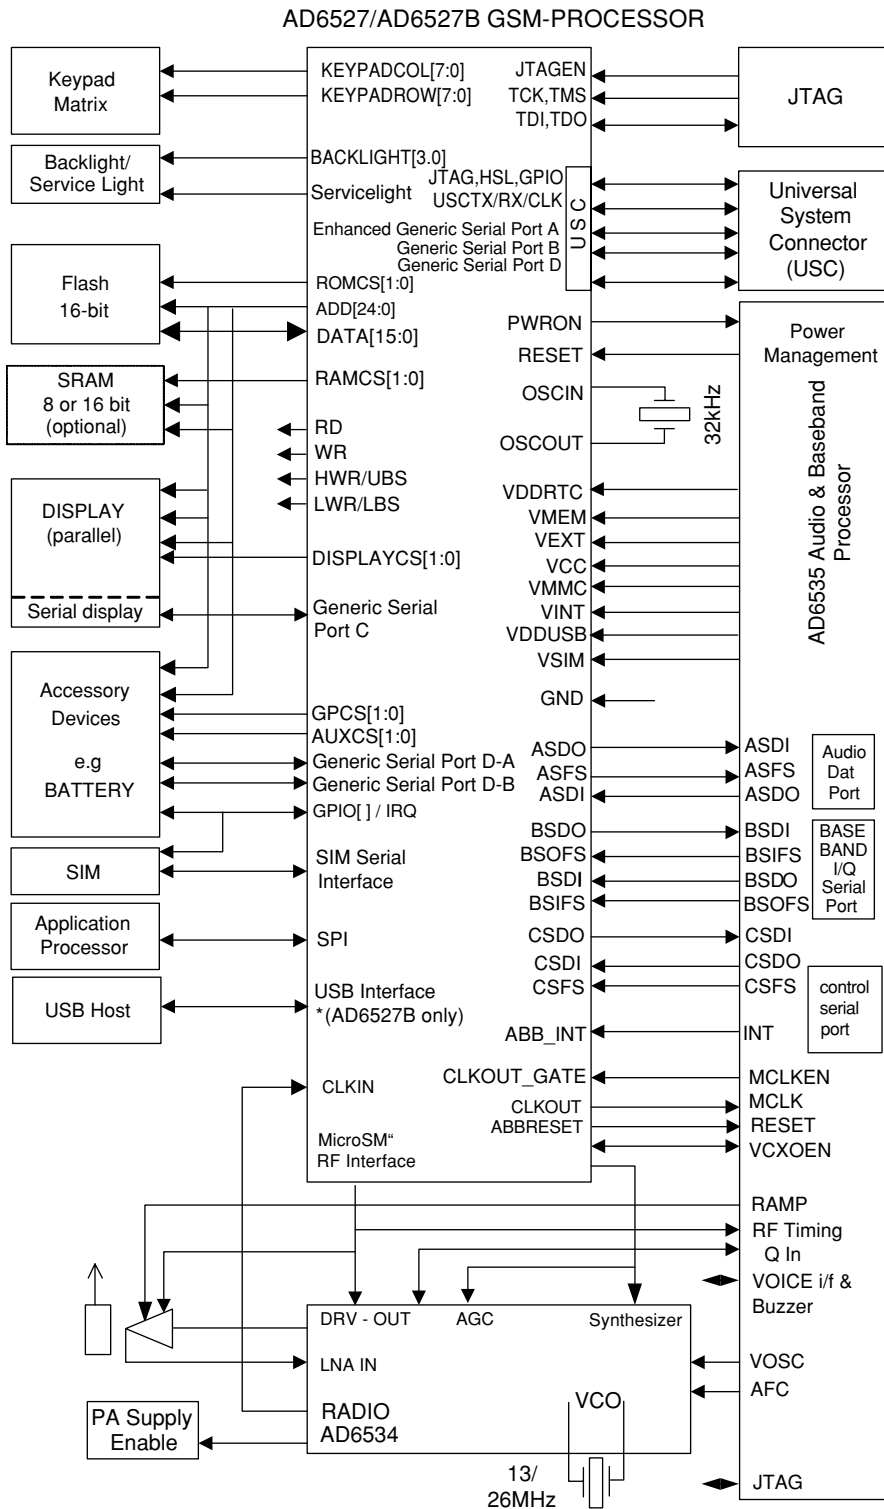 AD6527/AD6527B GSM-PROCESSOR
Keypad
Matrix
Backlight/
Service Light
Flash
16-bit
SRAM
8 or 16 bit
(optional)
DISPLAY
(parallel)
Serial display
Accessory
Devices
e.g
BATTERY
SIM
Application
Processor
USB Host
KEYPADCOL[7:0]
KEYPADROW[7:0]
BACKLIGHT[3.0]
Servicelight
ROMCS[1:0]
ADD[24:0]
DATA[15:0]
RAMCS[1:0]
RD
WR
HWR/UBS
LWR/LBS
DISPLAYCS[1:0]
Generic Serial
Port C
GPCS[1:0]
AUXCS[1:0]
Generic Serial Port D-A
Generic Serial Port D-B
GPIO[ ] / IRQ
SIM Serial
Interface
SPI
USB Interface
*(AD6527B only)
CLKIN
MicroSM“
RF Interface
JTAGEN
TCK,TMS
TDI,TDO
JTAG,HSL,GPIO
USCTX/RX/CLK
Enhanced Generic Serial Port A
Generic Serial Port B
Generic Serial Port D
USC
PWRON
RESET
OSCIN
OSCOUT
32kHz
VDDRTC
VMEM
VEXT
VCC
VMMC
VINT
VDDUSB
VSIM
GND
ASDO
ASFS
ASDI
BSDO
BSOFS
BSDI
BSIFS
CSDO
CSDI
CSFS
ABB_INT
CLKOUT_GATE
CLKOUT
ABBRESET
JTAG
Universal
System
Connector
(USC)
Power
Management
AD6535 Audio & Baseband
Processor
ASDI
ASFS
ASDO
Audio
Dat
Port
BSDI
BSIFS
BSDO
BSOFS
BASE
BAND
I/Q
Serial
Port
CSDI
CSDO
CSFS
control
serial
port
INT
MCLKEN
MCLK
RESET
VCXOEN
RAMP
RF Timing
Q In
VOICE i/f &
Buzzer
VOSC
AFC
JTAG
DRV - OUT
AGC
Synthesizer
LNA IN
RADIO
AD6534
VCO
PA Supply
Enable
13/
26MHz